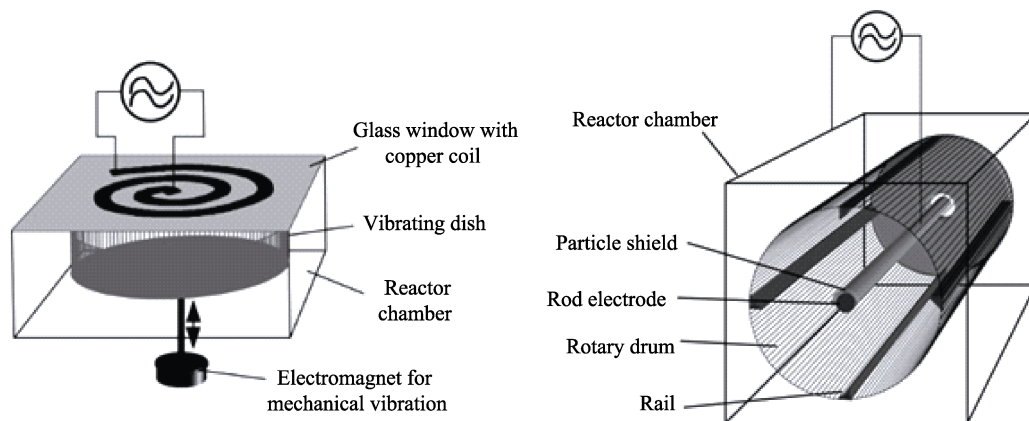 Glass window with
copper coil
Vibrating dish
Reactor
chamber
Electromagnet for
mechanical vibration
Reactor chamber
Particle shield
Rod electrode
Rotary drum
Rail